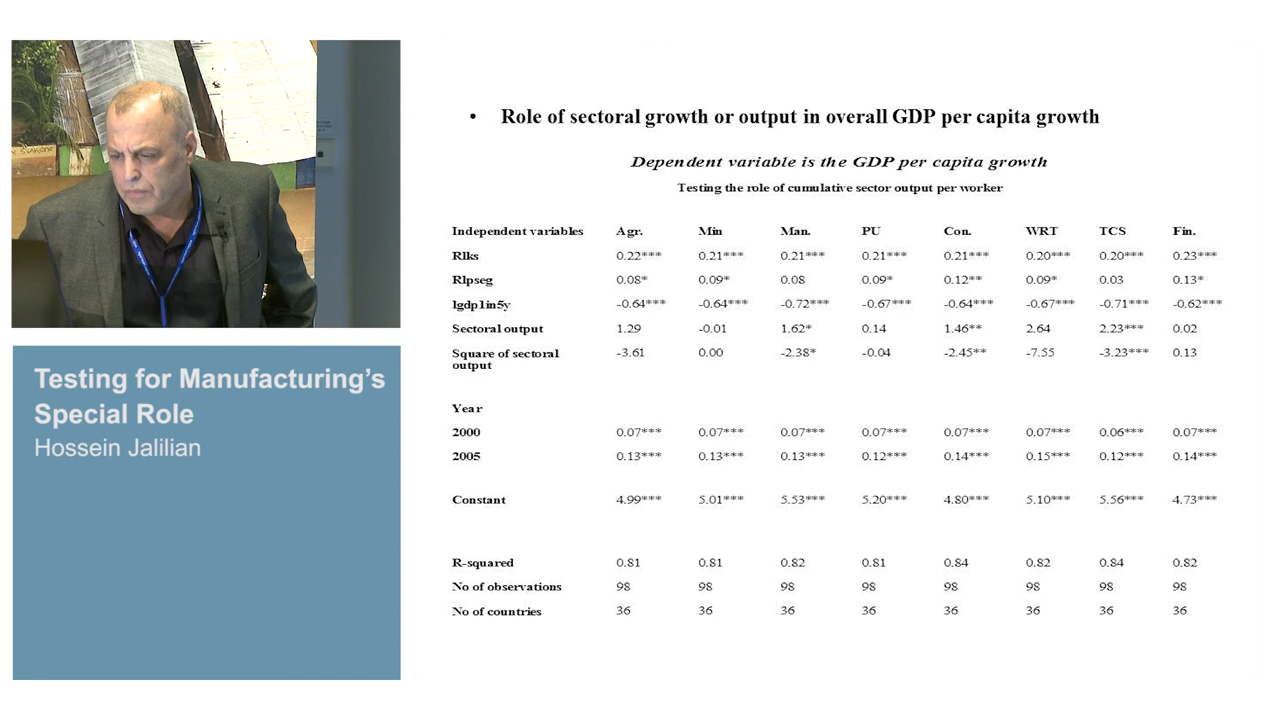 Testing for Manufacturing's
Special Role
Hossein Jalilian
• Role of sectoral growth or output in overall GDP per capita growth
Dependent variable is the GDP per capita growth
Testing the role of cumulative sector output per worker
Independent variables Agr. Min Man. PU Con. WRT TCS Fin.
Rlks 0.22*** 0.21*** 0.21*** 0.21*** 0.21*** 0.20*** 0.20*** 0.23***
Rlpseg 0.08* 0.09* 0.08 0.09* 0.12** 0.09* 0.03 0.13*
lgdp1in5y -0.64*** -0.64*** -0.72*** -0.67*** -0.64*** -0.67*** -0.71*** -0.62***
Sectoral output 1.29 -0.01 1.62* 0.14 1.46** 2.64 2.23*** 0.02
Square of sectoral -3.61 0.00 -2.38* -0.04 -2.45** -7.55 -3.23*** 0.13
output
Year
2000 0.07*** 0.07*** 0.07*** 0.07*** 0.07*** 0.07*** 0.06*** 0.07***
2005 0.13*** 0.13*** 0.13*** 0.12*** 0.14*** 0.15*** 0.12*** 0.14***
Constant 4.99*** 5.01*** 5.53*** 5.20*** 4.80*** 5.10*** 5.56*** 4.73***
R-squared 0.81 0.81 0.82 0.81 0.84 0.82 0.84 0.82
No of observations 98 98 98 98 98 98 98 98
No of countries 36 36 36 36 36 36 36 36